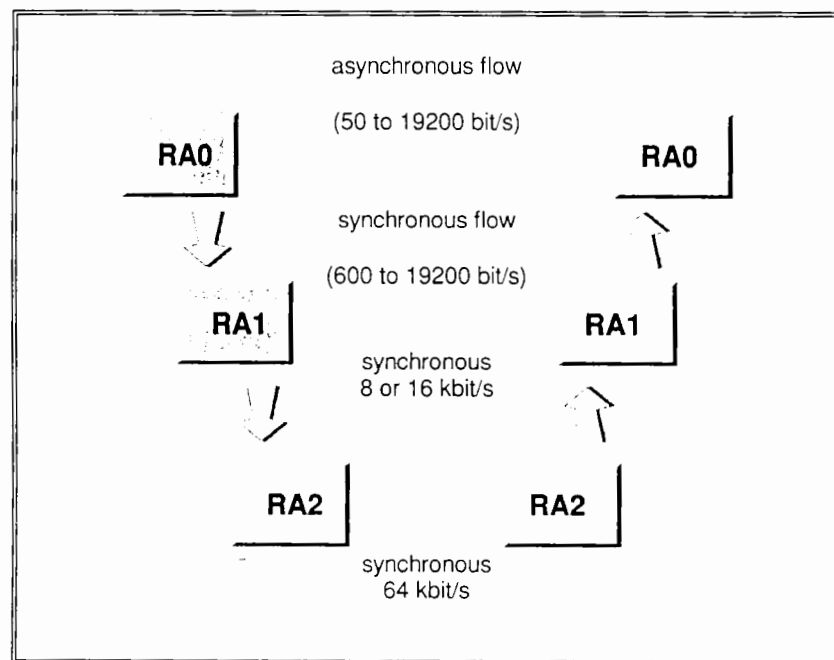 asynchronous flow
(50 to 19200 bit/s)
RA0
RA0
synchronous flow
(600 to 19200 bit/s)
RA1
RA1
synchronous
8 or 16 kbit/s
RA2
RA2
synchronous
64 kbit/s